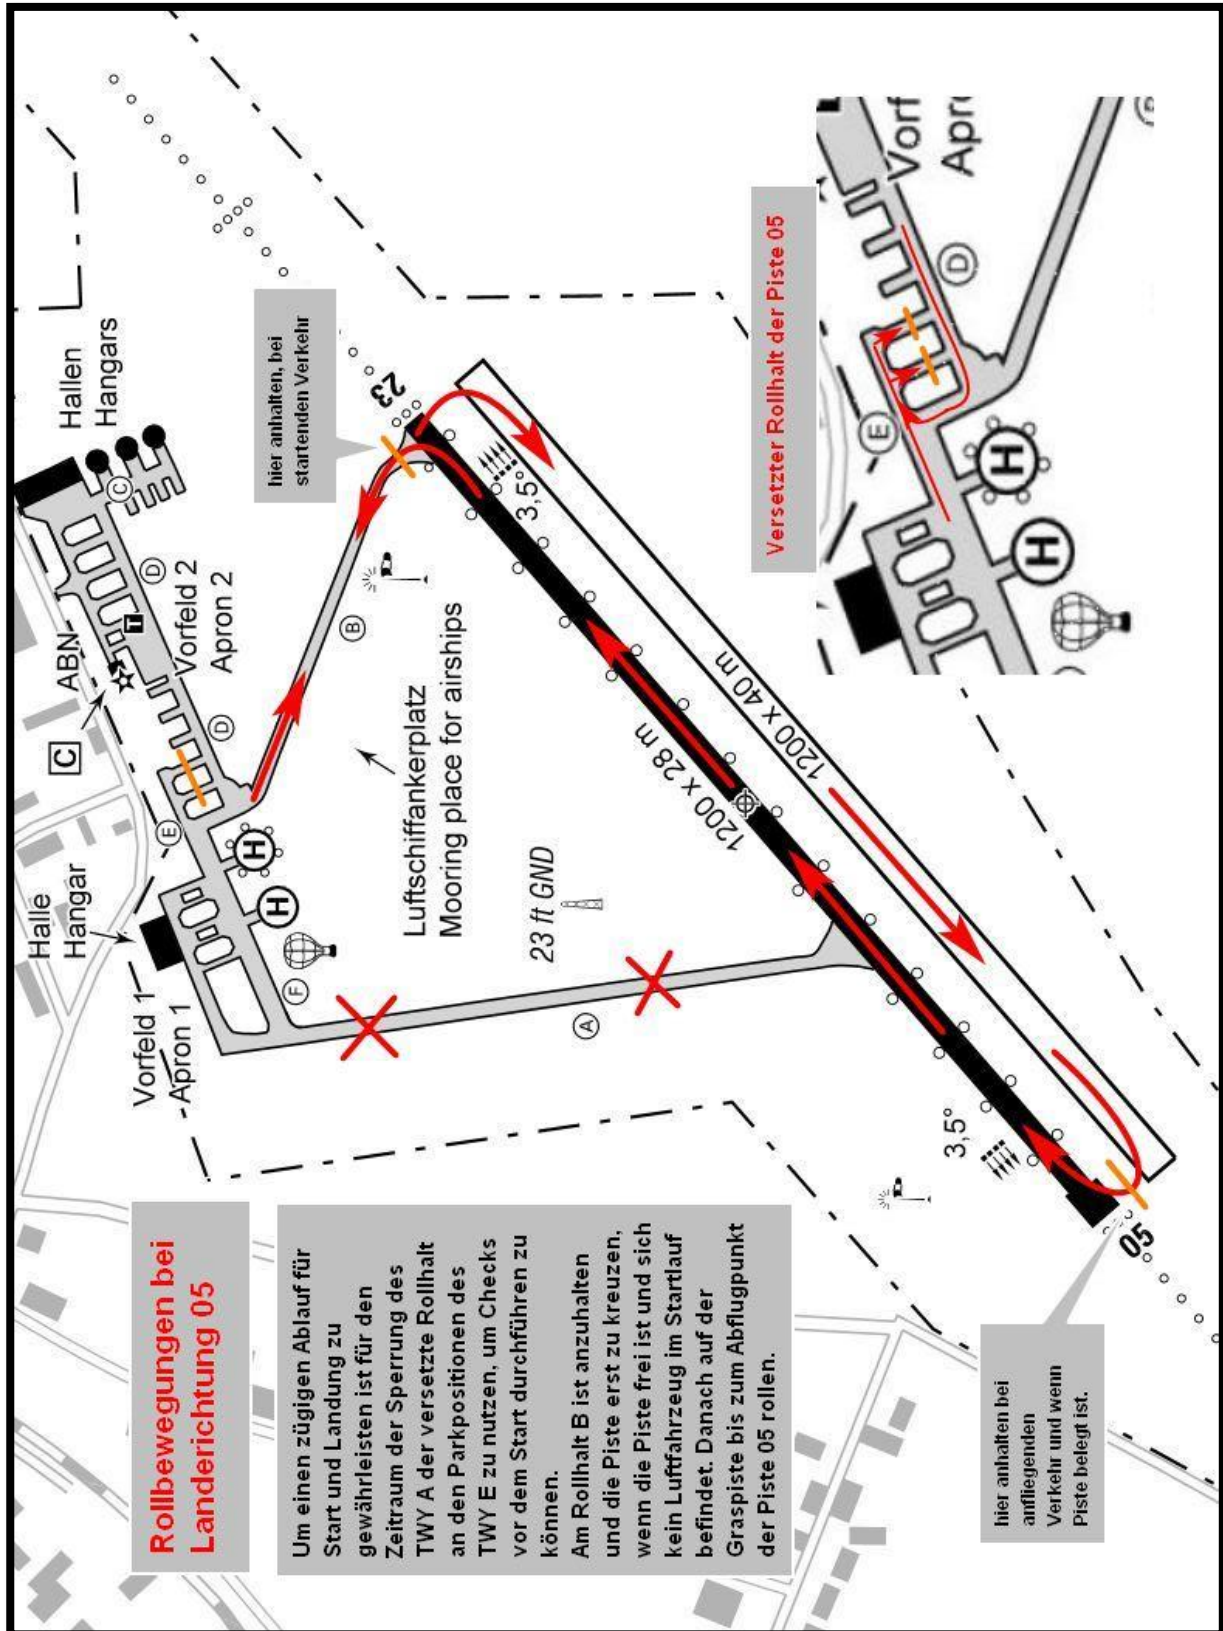 Rollbewegungen bei
Landerichtung 05
Um einen zügigen Ablauf für
Start und Landung zu
gewährleisten ist für den
Zeitraum der Sperrung des
TWY A der versetzte Rollhalt
an den Parkpositionen des
TWY E zu nutzen, um Checks
vor dem Start durchführen zu
können.
Am Rollhalt B ist anzuhalten
und die Piste erst zu kreuzen,
wenn die Piste frei ist und sich
kein Luftfahrzeug im Startlauf
befindet. Danach auf der
Graspiste bis zum Abflugpunkt
der Piste 05 rollen.
hier anhalten bei
anfliegenden
Verkehr und wenn
Piste belegt ist.
Vorfeld 1
Apron 1
Halle
Hangar
E
C
ABN
T
D
Vorfeld 2
Apron 2
D
C
Hallen
Hangars
F
H
H
A
B
Luftschiffankerplatz
Mooring place for airships
23 ft GND
hier anhalten, bei
startenden Verkehr
23
3,5°
1200 x 28 m
1200 x 40 m
3,5°
05
Versetzter Rollhalt der Piste 05
E
H
H
D
Vorf
Apr